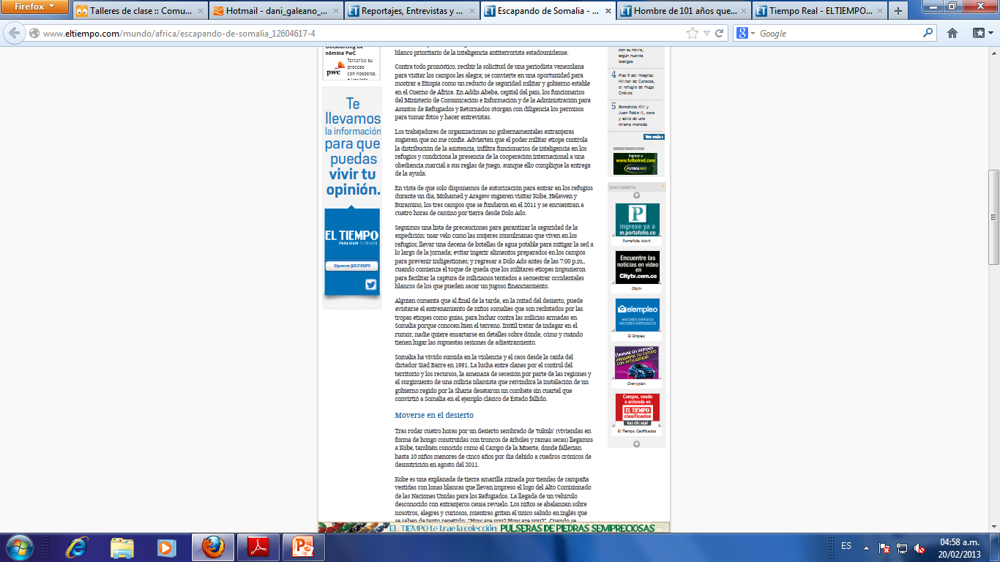 Firefox
Talleres de clase :: Comu...
Hotmail - dani_galeano_...
Reportajes, Entrevistas y ...
Escapando de Somalia - ...
Hombre de 101 años que...
Tiempo Real - ELTIEMPO...
www.eltiempo.com/mundo/africa/escapando-de-somalia_12604617-4
Google
nómina PwC
Tercerice su
proceso
con nosotros.
pwc
Te
llevamos
la información
para que
puedas
vivir tu
opinión.
EL TIEMPO
PARA VIVIR TU OPINIÓN
Síguenos @ELTIEMPO
blanco prioritario de la inteligencia antiterrorista estadounidense.
Contra todo pronóstico, recibir la solicitud de una periodista venezolana
para visitar los campos les alegra; se convierte en una oportunidad para
mostrar a Etiopía como un reducto de seguridad militar y gobierno estable
en el Cuerno de África. En Addis Abeba, capital del país, los funcionarios
del Ministerio de Comunicación e Información y de la Administración para
Asuntos de Refugiados y Retornados otorgan con diligencia los permisos
para tomar fotos y hacer entrevistas.
Los trabajadores de organizaciones no gubernamentales extranjeras
sugieren que no me confíe. Advierten que el poder militar etíope controla
la distribución de la asistencia, infiltra funcionarios de inteligencia en los
refugios y condiciona la presencia de la cooperación internacional a una
obediencia marcial a sus reglas de juego, aunque ello complique la entrega
de la ayuda.
En vista de que solo disponemos de autorización para entrar en los refugios
durante un día, Mohamed y Aragaw sugieren visitar Kobe, Helawen y
Buramino, los tres campos que se fundaron en el 2011 y se encuentran a
cuatro horas de camino por tierra desde Dolo Ado.
Seguimos una lista de precauciones para garantizar la seguridad de la
expedición: usar velo como las mujeres musulmanas que viven en los
refugios; llevar una decena de botellas de agua potable para mitigar la sed a
lo largo de la jornada; evitar ingerir alimentos preparados en los campos
para prevenir indigestiones; y regresar a Dolo Ado antes de las 7:00 p.m.,
cuando comienza el toque de queda que los militares etíopes impusieron
para facilitar la captura de milicianos tentados a secuestrar occidentales
blancos de los que pueden sacar un jugoso financiamiento.
Alguien comenta que al final de la tarde, en la mitad del desierto, puede
avistarse el entrenamiento de niños somalíes que son reclutados por las
tropas etíopes como guías, para luchar contra las milicias armadas en
Somalia porque conocen bien el terreno. Inútil tratar de indagar en el
rumor, nadie quiere ensartarse en detalles sobre dónde, cómo y cuándo
tienen lugar las supuestas sesiones de adiestramiento.
Somalia ha vivido sumida en la violencia y el caos desde la caída del
dictador Siad Barre en 1991. La lucha entre clanes por el control del
territorio y los recursos, la amenaza de secesión por parte de las regiones y
el surgimiento de una milicia islamista que reivindica la instalación de un
gobierno regido por la Sharia desataron un combate sin cuartel que
convirtió a Somalia en el ejemplo clásico de Estado fallido.
Moverse en el desierto
Tras rodar cuatro horas por un desierto sembrado de 'tukuls' (viviendas en
forma de hongo construidas con troncos de árboles y ramas secas) llegamos
a Kobe, también conocido como el Campo de la Muerte, donde fallecían
hasta 10 niños menores de cinco años por día debido a cuadros crónicos de
desnutrición en agosto del 2011.
Kobe es una explanada de tierra amarilla minada por tiendas de campaña
vestidas con lonas blancas que llevan impreso el logo del Alto Comisionado
de las Naciones Unidas para los Refugiados. La llegada de un vehículo
desconocido con extranjeros causa revuelo. Los niños se abalanzan sobre
nosotros, alegres y curiosos, mientras gritan el único saludo en inglés que
se saben de tanto repetirlo: "How are you? How are you?". Cuando se
con su novia,
según nuevos
testigos
4 Piso 9 del Hospital
Militar de Caracas,
el refugio de Hugo
Chávez
5 Benedicto XVI y
Juan Pablo II, cara
y sello de una
misma moneda
Ver más
PATROCINADO POR:
Ingrese a
www.futbolred.com
FUTBOLRED
ZONA COMERCIAL
P
ingrese ya a
m.portafolio.co
Portafolio Móvil
Encuentre las
noticias en video
en
Citytv.com.co
Citytv
elempleo
MEJORES EMPLEOS
MEJORES EMPLEADOS
El Empleo
Chevrolet sin intereses
PROGRAMA TU FUTURO
CON INTELIGENCIA
Chevyplan
Compra, vende
o arrienda en
EL TIEMPO
clasificados
haz clic aquí
El Tiempo Clasificados
EL TIEMPO te trae la colección: PULSERAS DE PIEDRAS SEMIPRECIOSAS
ES
04:58 a.m.
20/02/2013